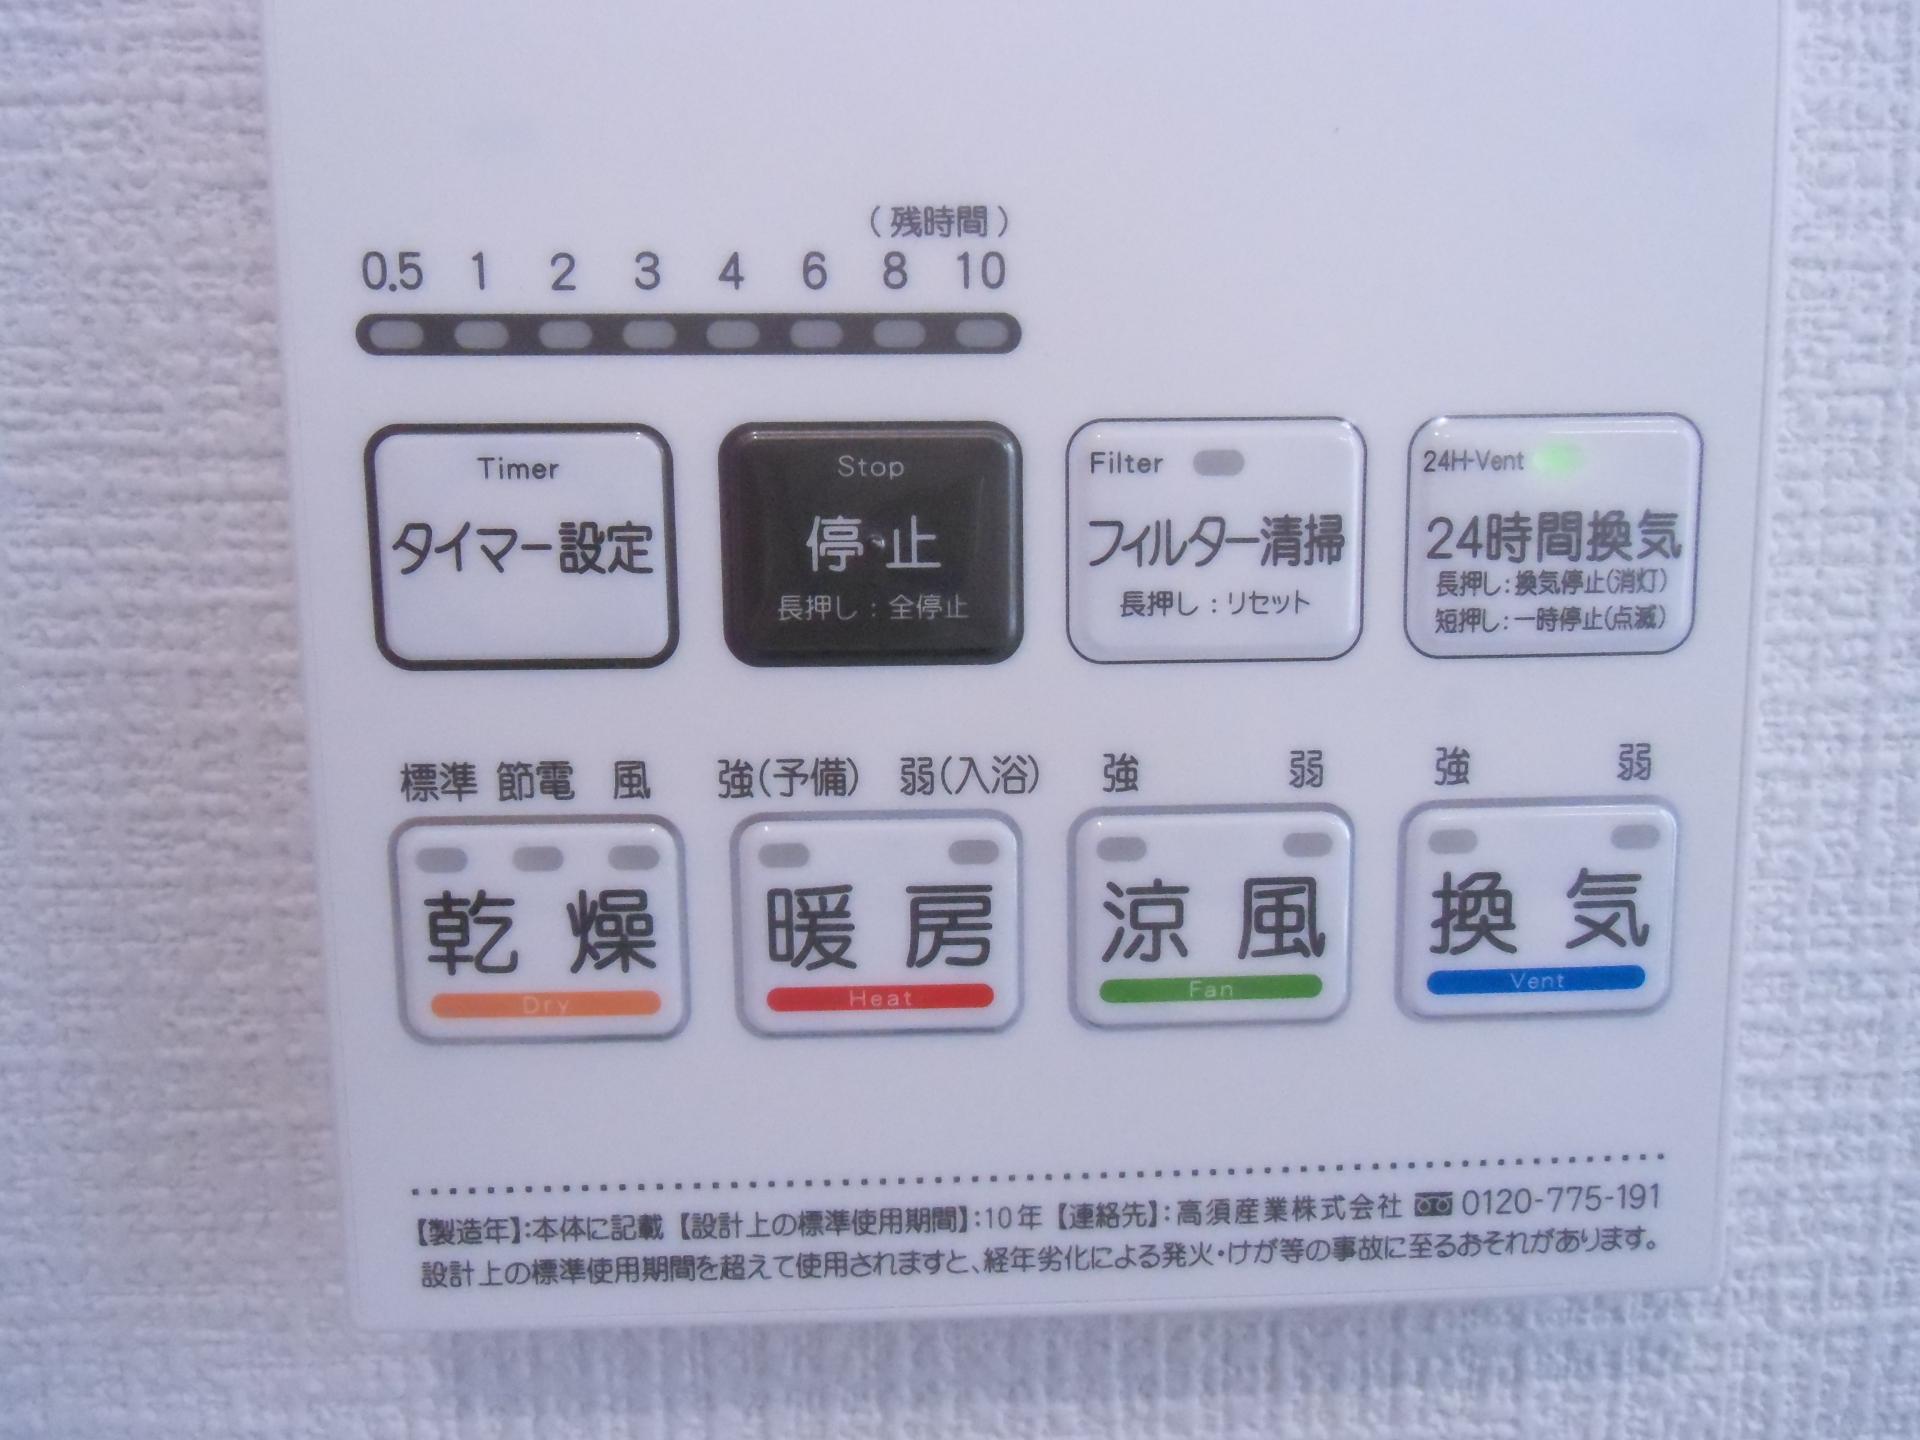 (残時間)
0.5 1 2 3 4 6 8 10
Timer
タイマー設定
Stop
停止
長押し:全停止
Filter
フィルター清掃
長押し:リセット
24H-Vent
24時間換気
長押し:換気停止(消灯)
短押し:一時停止(点滅)
標準 節電 風
乾燥
Dry
強(予備) 弱(入浴)
暖房
Heat
強 弱
涼風
Fan
強 弱
換気
Vent
【製造年】:本体に記載 【設計上の標準使用期間】:10年 【連絡先】:高須産業株式会社 0120-775-191
設計上の標準使用期間を超えて使用されますと、経年劣化による発火・けが等の事故に至るおそれがあります。